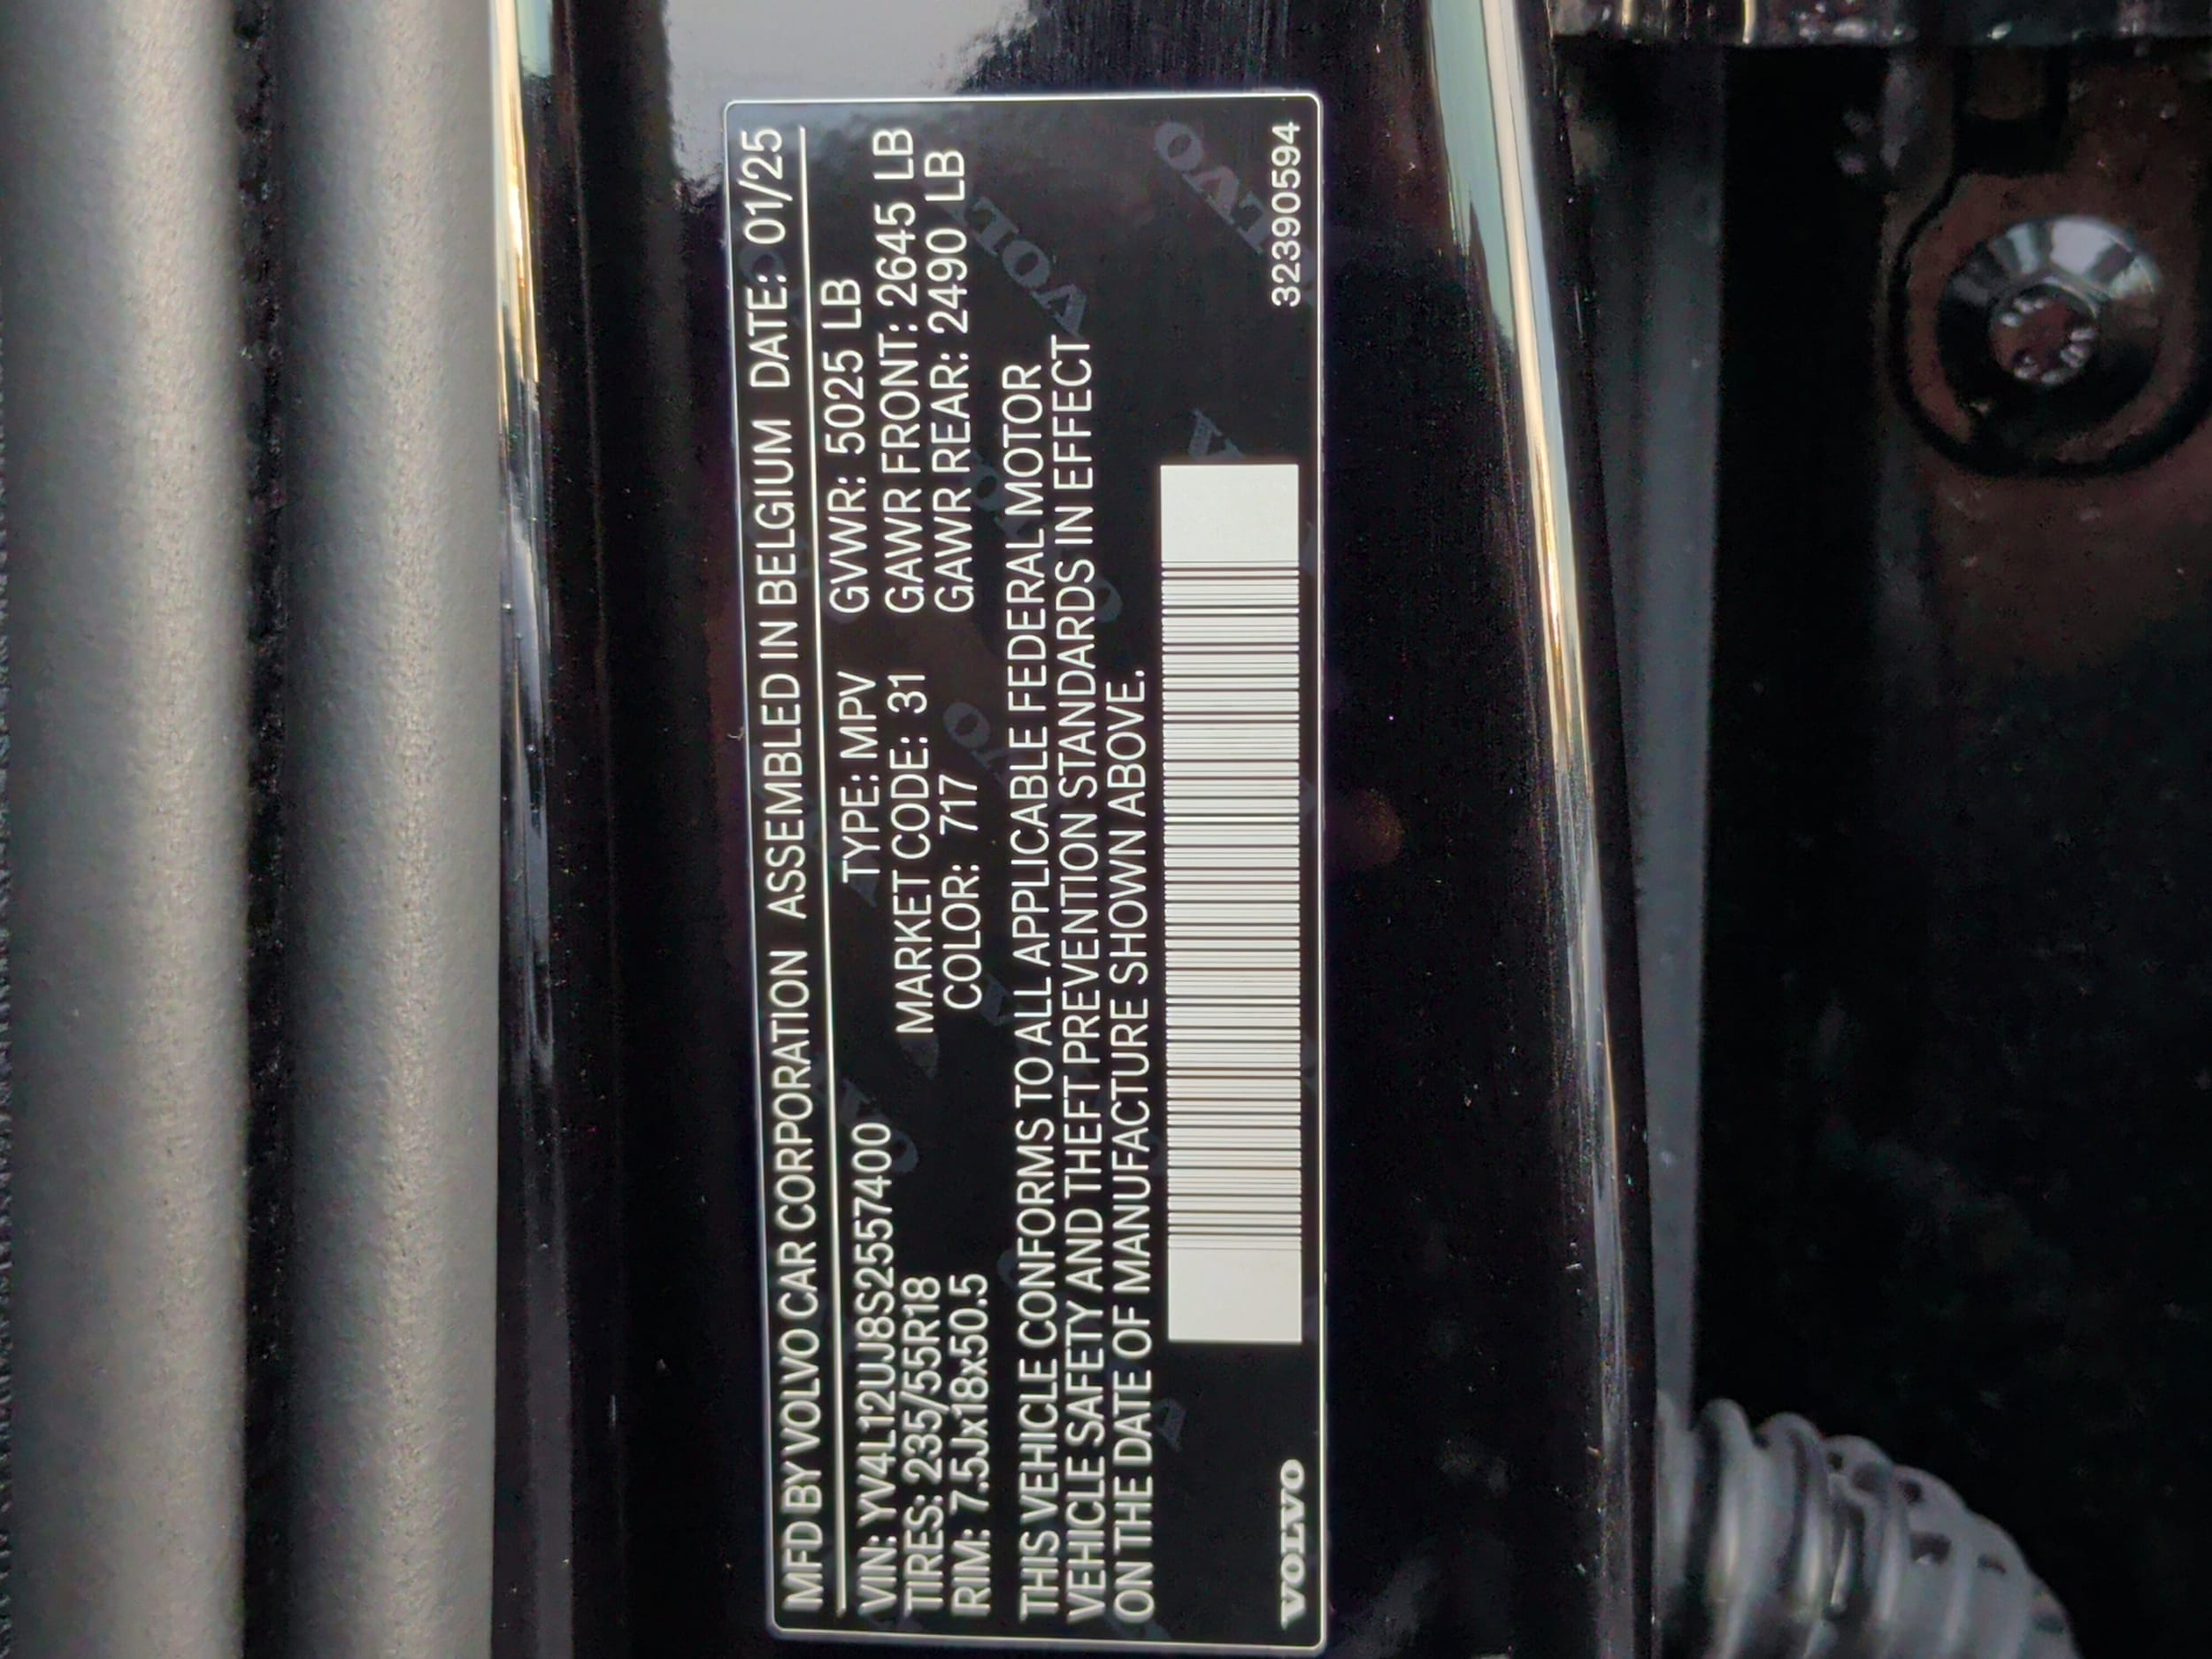 MFD BY VOLVO CAR CORPORATION ASSEMBLED IN BELGIUM DATE: 01/25
VIN: YV4L12UJ8S2557400 TYPE: MPV GVWR: 5025 LB
TIRES: 235/55R18 MARKET CODE: 31 GAWR FRONT: 2645 LB
RIM: 7.5Jx18x50.5 COLOR: 717 GAWR REAR: 2490 LB
THIS VEHICLE CONFORMS TO ALL APPLICABLE FEDERAL MOTOR
VEHICLE SAFETY AND THEFT PREVENTION STANDARDS IN EFFECT
ON THE DATE OF MANUFACTURE SHOWN ABOVE.
VOLVO 32390594